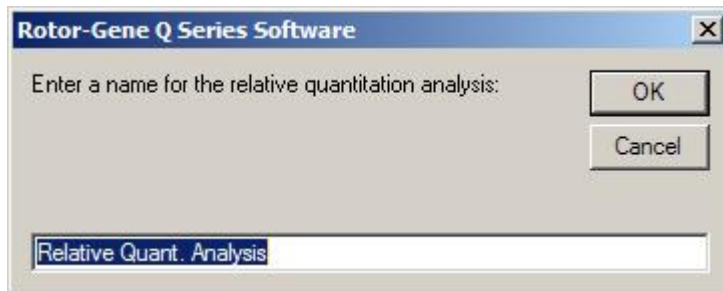 Rotor-Gene Q Series Software
Enter a name for the relative quantitation analysis:
OK
Cancel
Relative Quant. Analysis